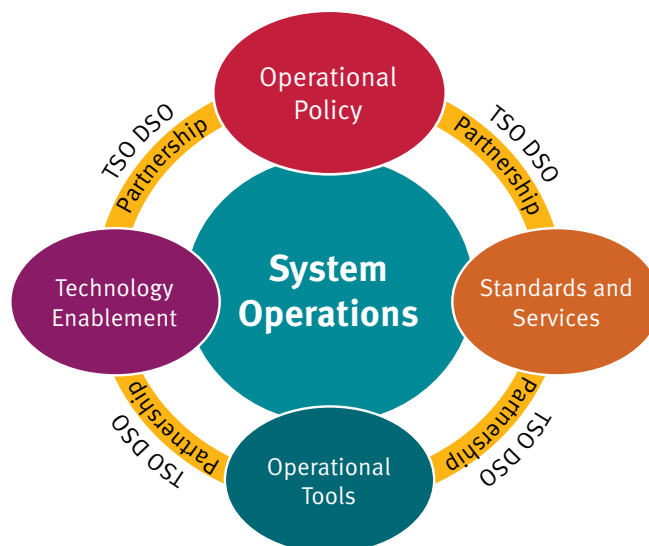 Operational
Policy
TSO DSO
Partnership
TSO DSO
Partnership
Technology
Enablement
System
Operations
Standards and
Services
Partnership
TSO DSO
Partnership
TSO DSO
Operational
Tools